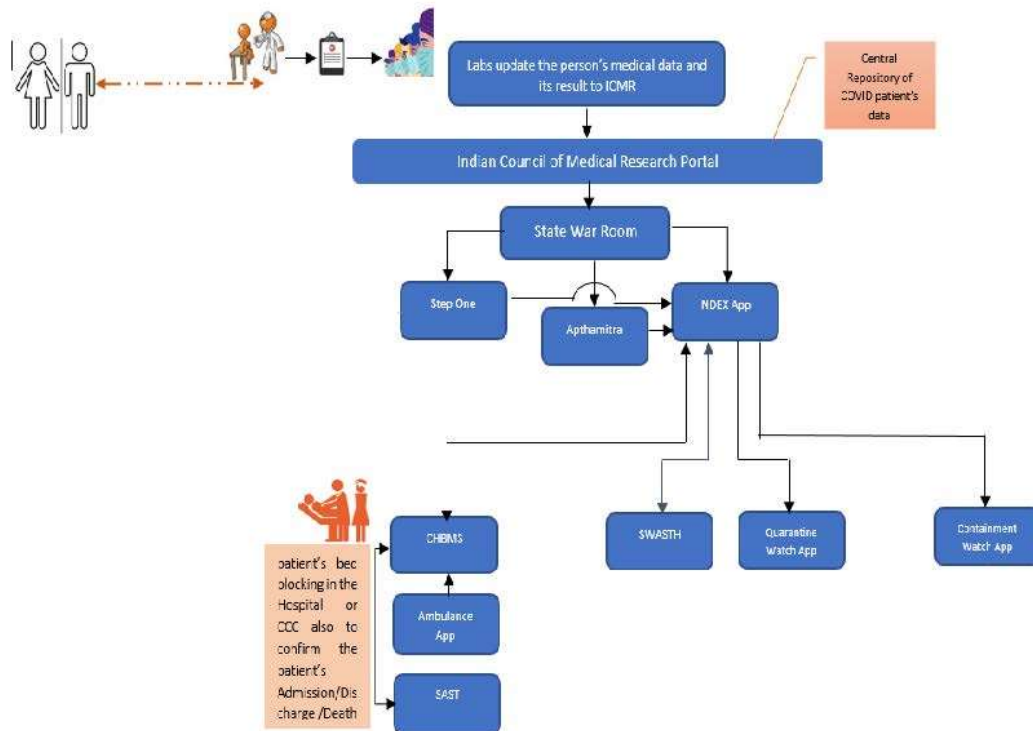 Labs update the person's medical data and
its result to ICMR
Central
Repository of
COVID patient's
data
Indian Council of Medical Research Portal
State War Room
Step One
Apthamitra
NDEX App
CHBMS
SWASTH
Quarantine
Watch App
Containment
Watch App
patient's bed
blocking in the
Hospital or
CCC also to
confirm the
patient's
Admission/Dis
charge /Death
Ambulance
App
SAST